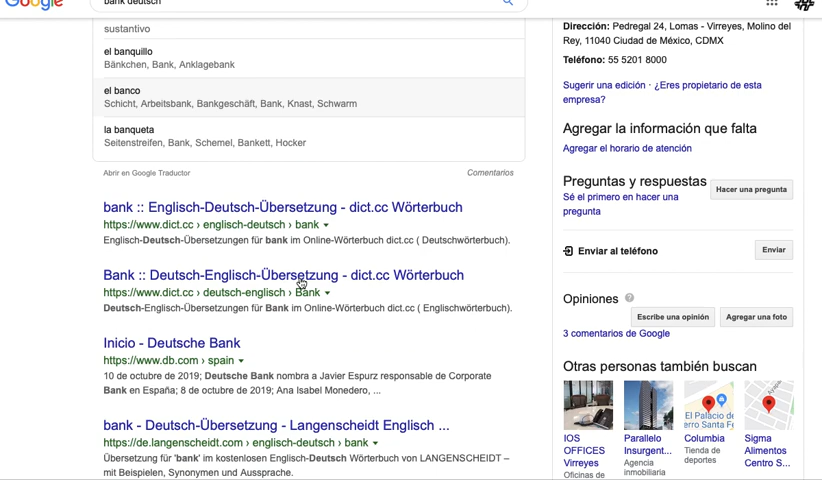 Google
bank deutsch
sustantivo
el banquillo
Bänkchen, Bank, Anklagebank
el banco
Schicht, Arbeitsbank, Bankgeschäft, Bank, Knast, Schwarm
la banqueta
Seitenstreifen, Bank, Schemel, Bankett, Hocker
Abrir en Google Traductor
Comentarios
bank :: Englisch-Deutsch-Übersetzung - dict.cc Wörterbuch
https://www.dict.cc › englisch-deutsch › bank
Englisch-Deutsch-Übersetzungen für bank im Online-Wörterbuch dict.cc ( Deutschwörterbuch).
Bank :: Deutsch-Englisch-Übersetzung - dict.cc Wörterbuch
https://www.dict.cc › deutsch-englisch › Bank
Deutsch-Englisch-Übersetzungen für Bank im Online-Wörterbuch dict.cc ( Englischwörterbuch).
Inicio - Deutsche Bank
https://www.db.com › spain
10 de octubre de 2019; Deutsche Bank nombra a Javier Espurz responsable de Corporate
Bank en España; 8 de octubre de 2019; Ana Isabel Monedero, ...
bank - Deutsch-Übersetzung - Langenscheidt Englisch ...
https://de.langenscheidt.com › englisch-deutsch › bank
Übersetzung für 'bank' im kostenlosen Englisch-Deutsch Wörterbuch von LANGENSCHEIDT –
mit Beispielen, Synonymen und Aussprache.
Dirección: Pedregal 24, Lomas - Virreyes, Molino del
Rey, 11040 Ciudad de México, CDMX
Teléfono: 55 5201 8000
Sugerir una edición · ¿Eres propietario de esta
empresa?
Agregar la información que falta
Agregar el horario de atención
Preguntas y respuestas
Hacer una pregunta
Sé el primero en hacer una
pregunta
Enviar al teléfono
Enviar
Opiniones
Escribe una opinión
Agregar una foto
3 comentarios de Google
Otras personas también buscan
El Palacio de
erro Santa Fe
IOS
OFFICES
Virreyes
Oficinas de
Parallelo
Insurgent...
Agencia
inmobiliaria
Columbia
Tienda de
deportes
Sigma
Alimentos
Centro S...